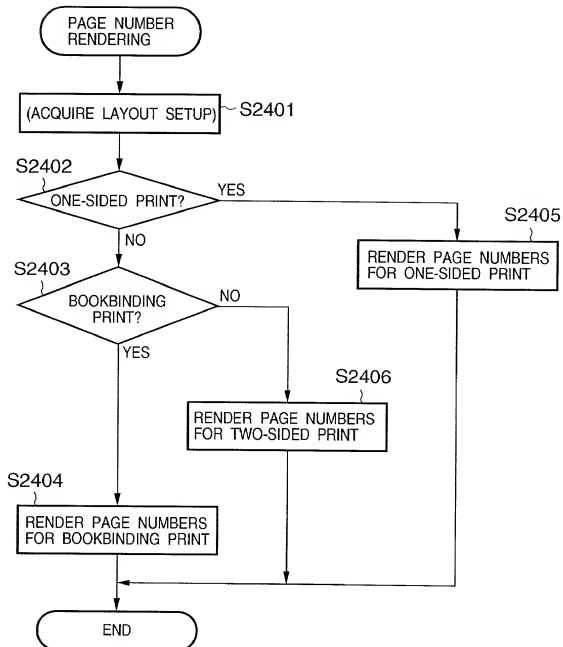 PAGE NUMBER
RENDERING
(ACQUIRE LAYOUT SETUP)
S2401
S2402
ONE-SIDED PRINT?
YES
NO
S2405
RENDER PAGE NUMBERS
FOR ONE-SIDED PRINT
S2403
BOOKBINDING
PRINT?
NO
YES
S2406
RENDER PAGE NUMBERS
FOR TWO-SIDED PRINT
S2404
RENDER PAGE NUMBERS
FOR BOOKBINDING PRINT
END